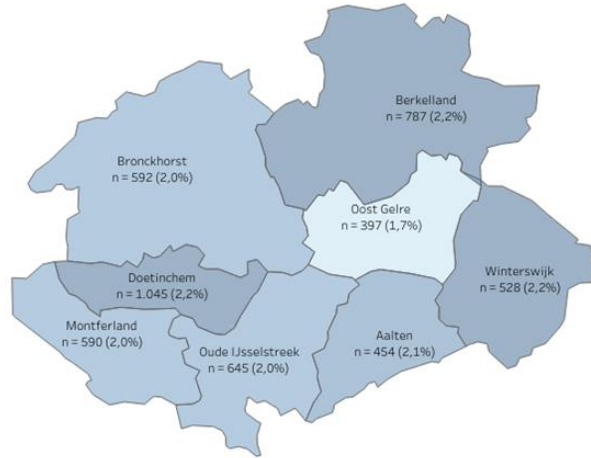 Berkelland
n = 787 (2,2%)
Bronckhorst
n = 592 (2,0%)
Oost Gelre
n = 397 (1,7%)
Doetinchem
n = 1.045 (2,2%)
Winterswijk
n = 528 (2,2%)
Montferland
n = 590 (2,0%)
Aalten
n = 454 (2,1%)
Oude IJsselstreek
n = 645 (2,0%)